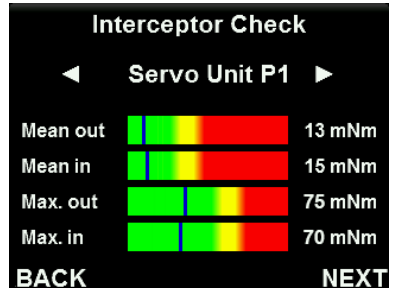 Interceptor Check
Servo Unit P1
Mean out 13 mNm
Mean in 15 mNm
Max. out 75 mNm
Max. in 70 mNm
BACK NEXT